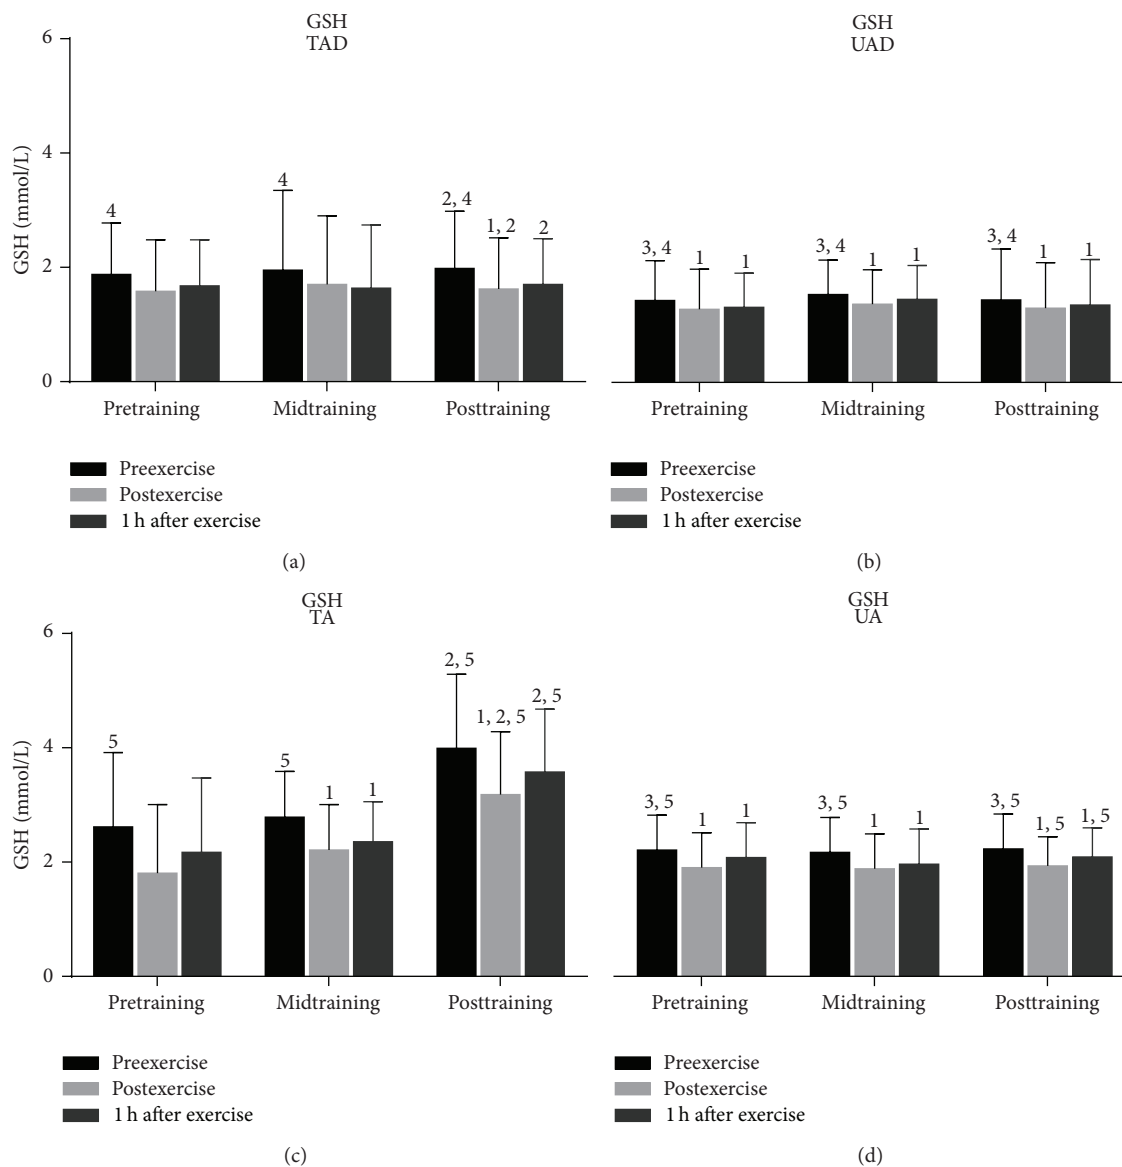 GSH
TAD
6
4
2
0
GSH (mmol/L)
4
4
2, 4
1, 2
2
Pretraining
Midtraining
Posttraining
Preexercise
Postexercise
1 h after exercise
(a)
GSH
UAD
3, 4
1
1
3, 4
1
1
3, 4
1
1
Pretraining
Midtraining
Posttraining
Preexercise
Postexercise
1 h after exercise
(b)
GSH
TA
6
4
2
0
GSH (mmol/L)
5
5
1
1
2, 5
1, 2, 5
2, 5
Pretraining
Midtraining
Posttraining
Preexercise
Postexercise
1 h after exercise
(c)
GSH
UA
3, 5
1
1
3, 5
1
1
3, 5
1, 5
1, 5
Pretraining
Midtraining
Posttraining
Preexercise
Postexercise
1 h after exercise
(d)